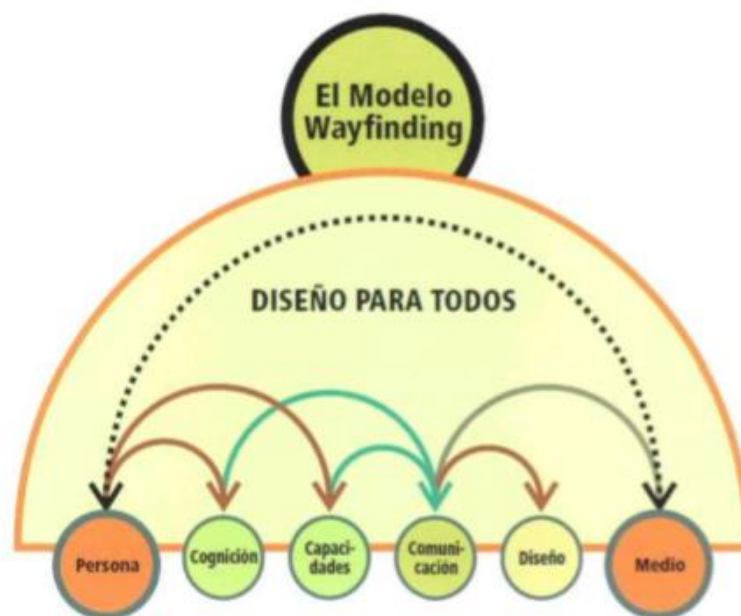 El Modelo
Wayfinding
DISEÑO PARA TODOS
Persona
Cognición
Capaci-
dades
Comuni-
cación
Diseño
Medio